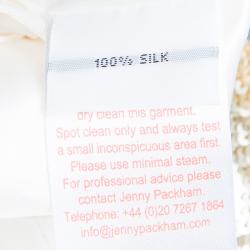 100% SILK
dry clean this garment.
Spot clean only and always test
a small inconspicuous area first.
Please use minimal steam.
For professional advice please
contact Jenny Packham.
Telephone: +44 (0)20 7267 1864
info@jennypackham.com